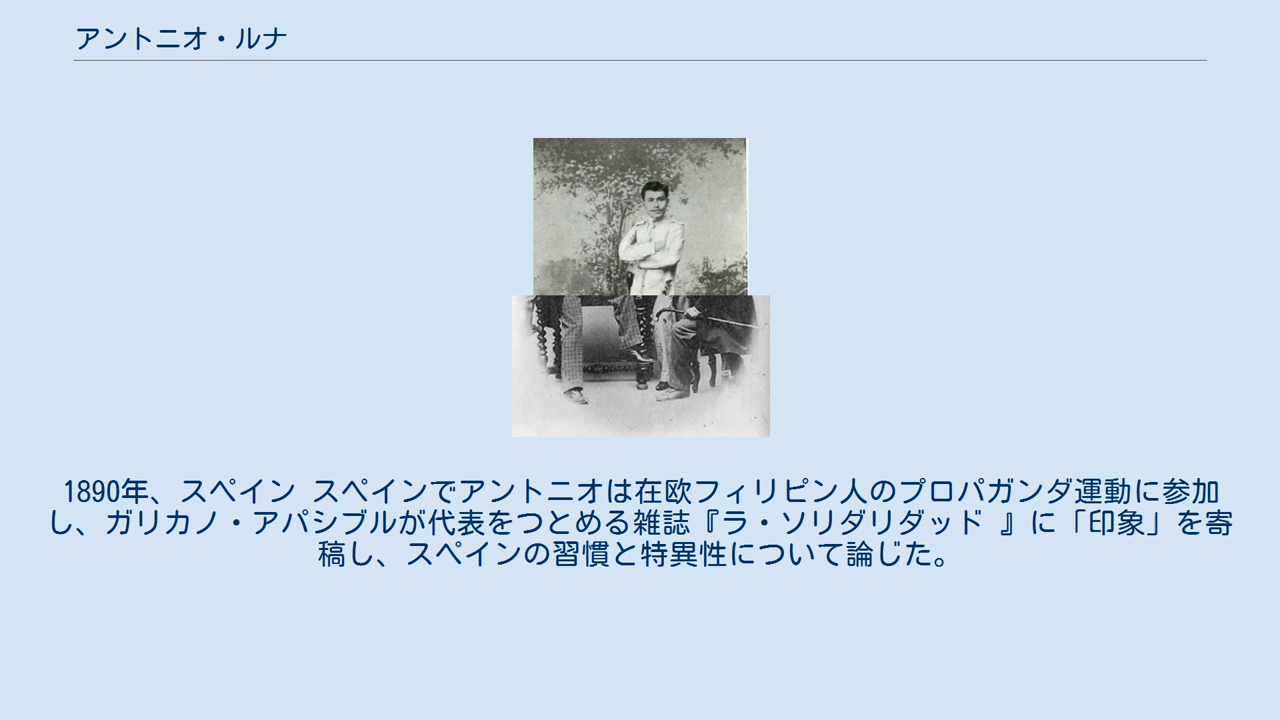 アントニオ・ルナ
1890年、スペイン スペインでアントニオは在欧フィリピン人のプロパガンダ運動に参加
し、ガリカノ・アパシブルが代表をつとめる雑誌『ラ・ソリダリダッド 』に「印象」を寄
稿し、スペインの習慣と特異性について論じた。